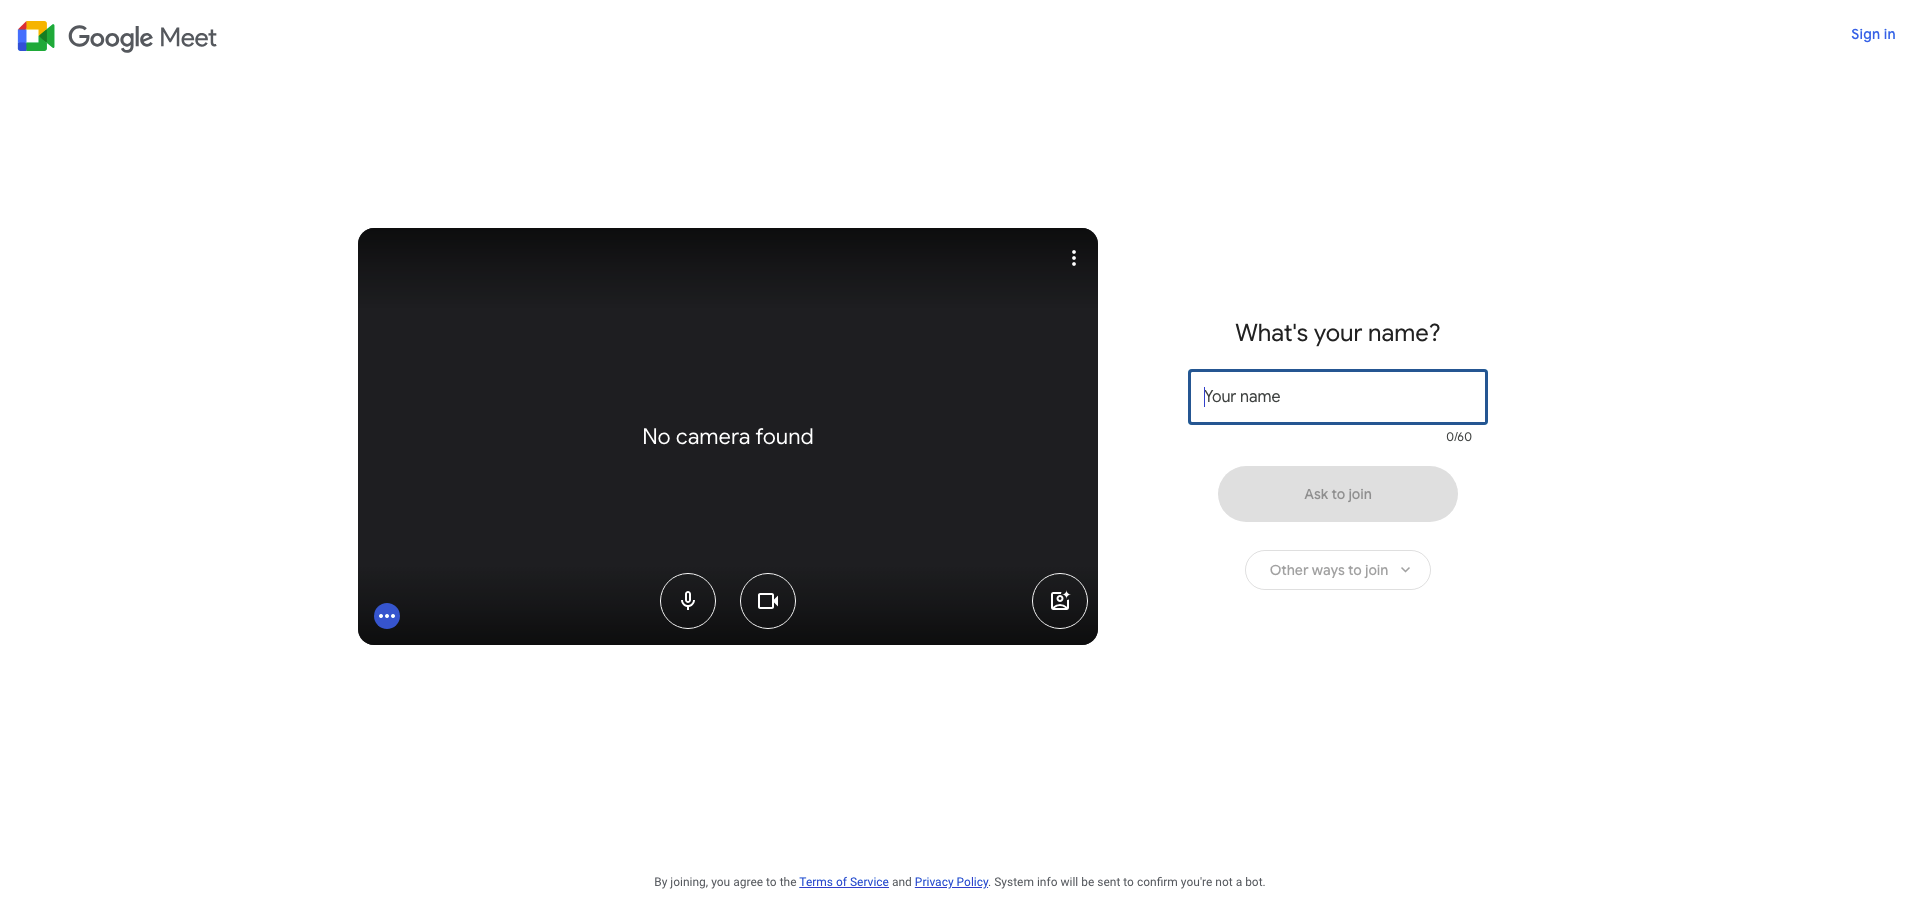 Google Meet
Sign in
No camera found
What's your name?
Your name
0/60
Ask to join
Other ways to join
By joining, you agree to the Terms of Service and Privacy Policy. System info will be sent to confirm you're not a bot.